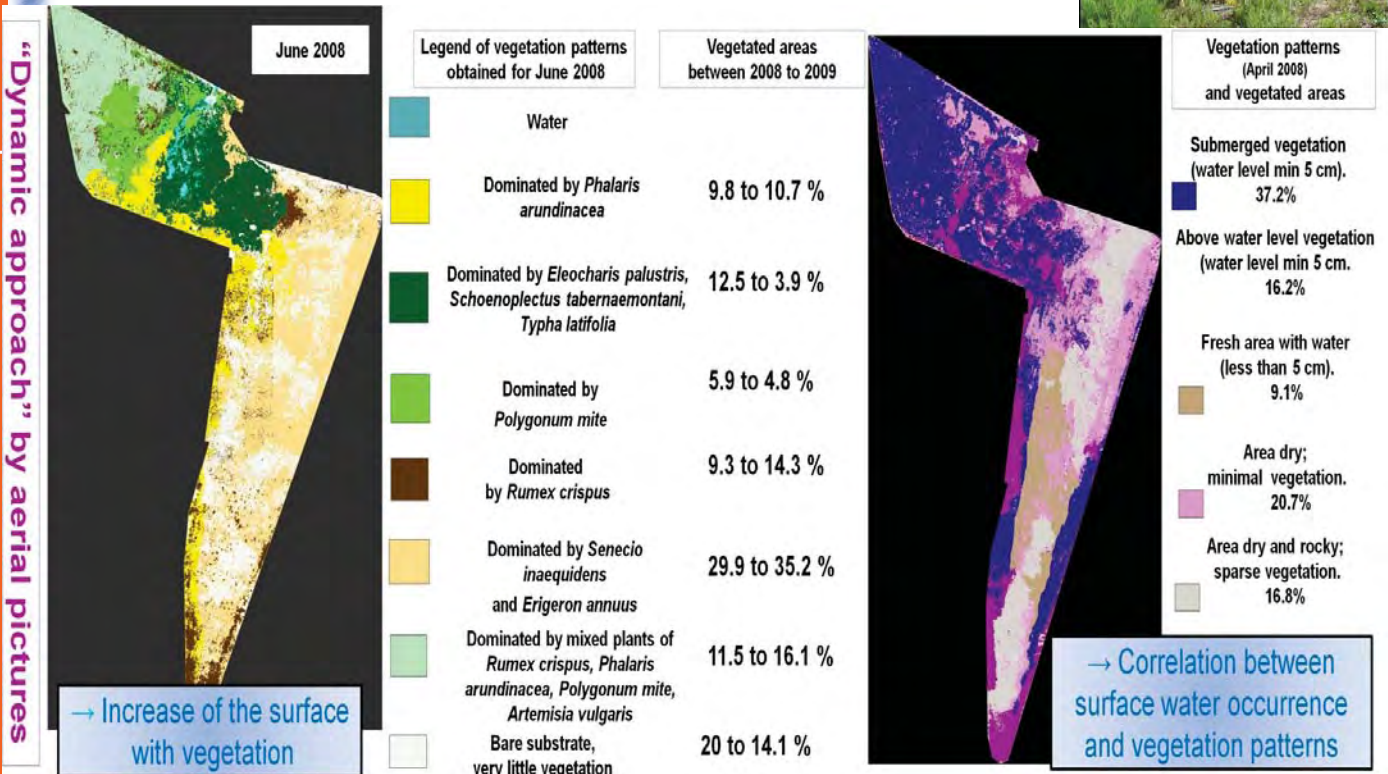 “Dynamic approach” by aerial pictures
June 2008
→ Increase of the surface
with vegetation
Legend of vegetation patterns
obtained for June 2008
Vegetated areas
between 2008 to 2009
Water
Dominated by Phalaris
arundinacea
9.8 to 10.7 %
Dominated by Eleocharis palustris,
Schoenoplectus tabernaemontani,
Typha latifolia
12.5 to 3.9 %
Dominated by
Polygonum mite
5.9 to 4.8 %
Dominated
by Rumex crispus
9.3 to 14.3 %
Dominated by Senecio
inaequidens
and Erigeron annuus
29.9 to 35.2 %
Dominated by mixed plants of
Rumex crispus, Phalaris
arundinacea, Polygonum mite,
Artemisia vulgaris
11.5 to 16.1 %
Bare substrate,
very little vegetation
20 to 14.1 %
Vegetation patterns
(April 2008)
and vegetated areas
Submerged vegetation
(water level min 5 cm).
37.2%
Above water level vegetation
(water level min 5 cm.
16.2%
Fresh area with water
(less than 5 cm).
9.1%
Area dry;
minimal vegetation.
20.7%
Area dry and rocky;
sparse vegetation.
16.8%
→ Correlation between
surface water occurrence
and vegetation patterns